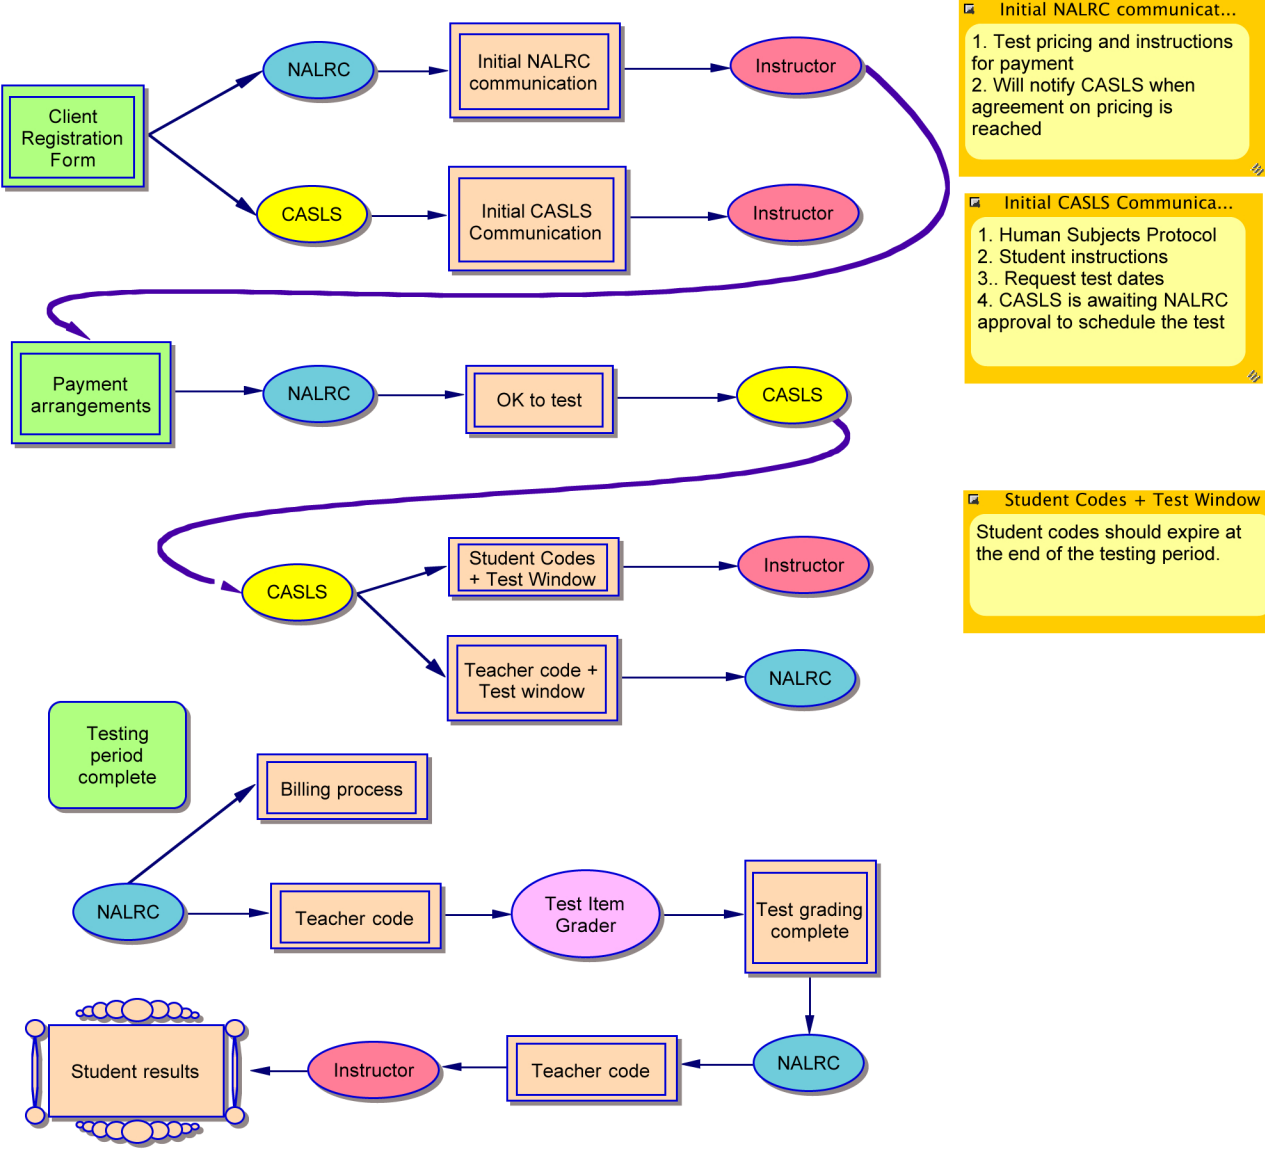 Client
Registration
Form
NALRC
Initial NALRC
communication
Instructor
CASLS
Initial CASLS
Communication
Instructor
Initial NALRC communicat...
1. Test pricing and instructions
for payment
2. Will notify CASLS when
agreement on pricing is
reached
Initial CASLS Communica...
1. Human Subjects Protocol
2. Student instructions
3.. Request test dates
4. CASLS is awaiting NALRC
approval to schedule the test
Payment
arrangements
NALRC
OK to test
CASLS
Student Codes + Test Window
Student codes should expire at
the end of the testing period.
CASLS
Student Codes
+ Test Window
Instructor
Teacher code +
Test window
NALRC
Testing
period
complete
Billing process
NALRC
Teacher code
Test Item
Grader
Test grading
complete
NALRC
Teacher code
Instructor
Student results